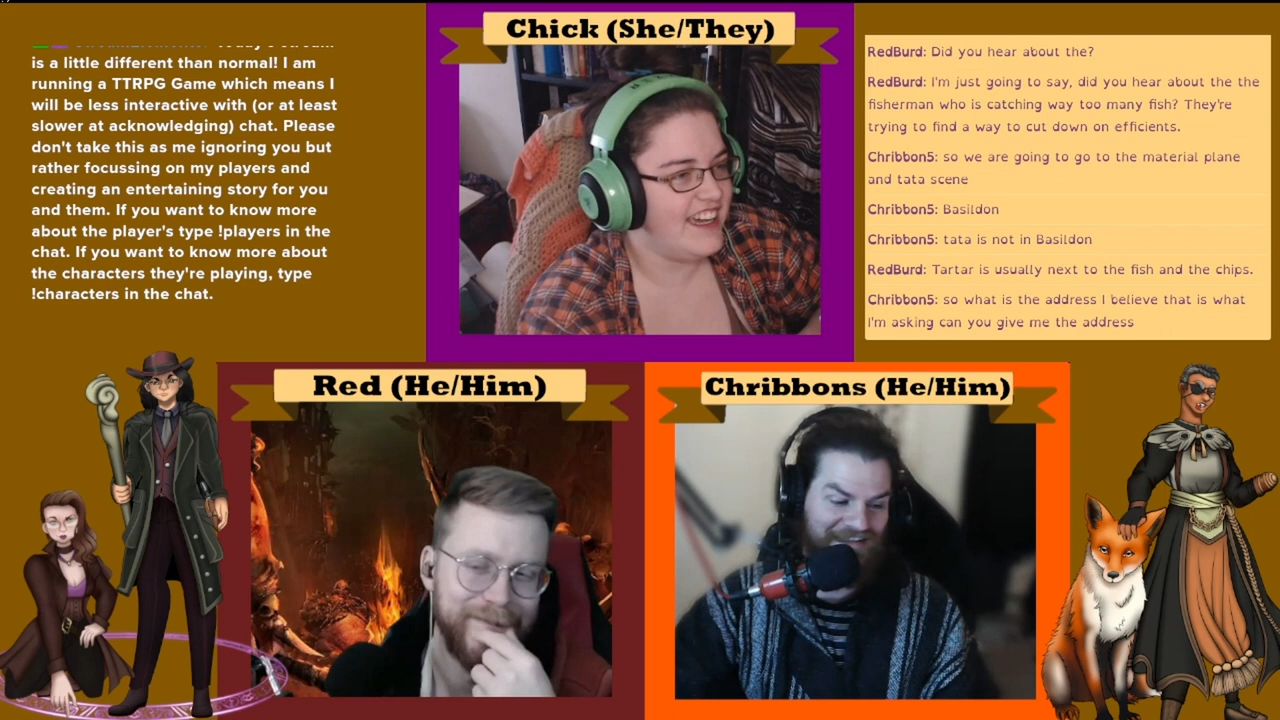 Chick (She/They)
is a little different than normal! I am
running a TTRPG Game which means I
will be less interactive with (or at least
slower at acknowledging) chat. Please
don't take this as me ignoring you but
rather focussing on my players and
creating an entertaining story for you
and them. If you want to know more
about the player's type !players in the
chat. If you want to know more about
the characters they're playing, type
!characters in the chat.
RedBurd: Did you hear about the?
RedBurd: I'm just going to say, did you hear about the the
fisherman who is catching way too many fish? They're
trying to find a way to cut down on efficients.
Chribbon5: so we are going to go to the material plane
and tata scene
Chribbon5: Basildon
Chribbon5: tata is not in Basildon
RedBurd: Tartar is usually next to the fish and the chips.
Chribbon5: so what is the address I believe that is what
I'm asking can you give me the address
Red (He/Him)
Chribbons (He/Him)